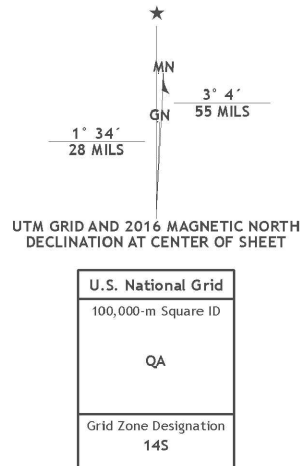 MN
GN
3° 4´
55 MILS
1° 34´
28 MILS
UTM GRID AND 2016 MAGNETIC NORTH
DECLINATION AT CENTER OF SHEET
U.S. National Grid
100,000-m Square ID
QA
Grid Zone Designation
14S